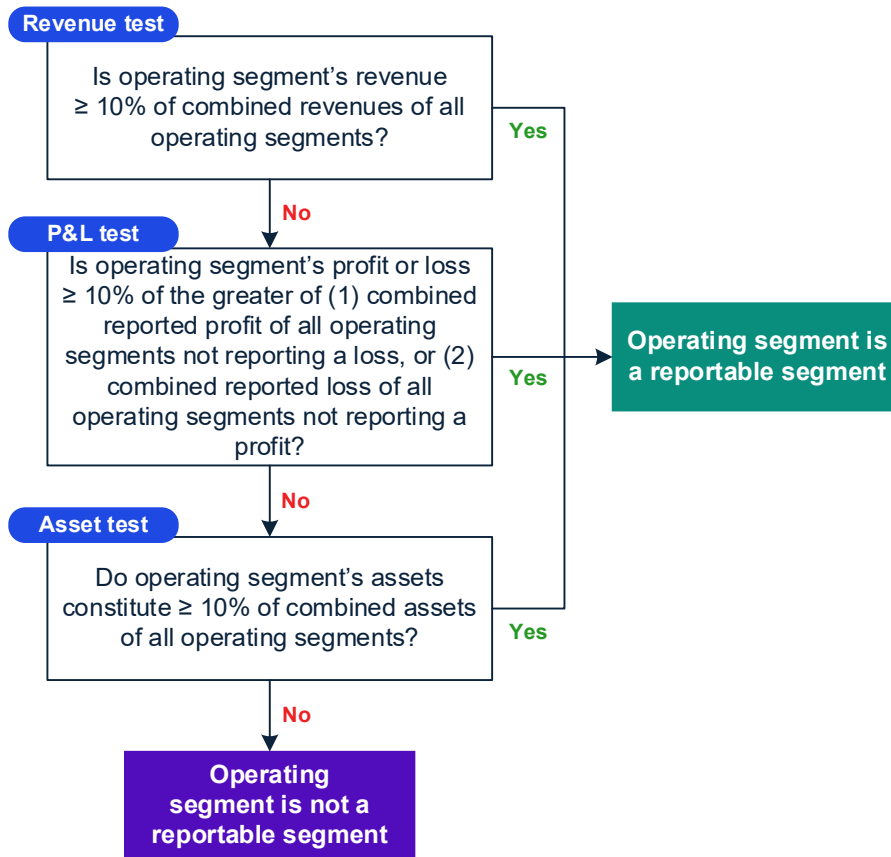 Revenue test
Is operating segment's revenue
≥ 10% of combined revenues of all
operating segments?
Yes
No
P&L test
Is operating segment's profit or loss
≥ 10% of the greater of (1) combined
reported profit of all operating
segments not reporting a loss, or (2)
combined reported loss of all
operating segments not reporting a
profit?
Yes
Operating segment is
a reportable segment
No
Asset test
Do operating segment's assets
constitute ≥ 10% of combined assets
of all operating segments?
Yes
No
Operating
segment is not a
reportable segment